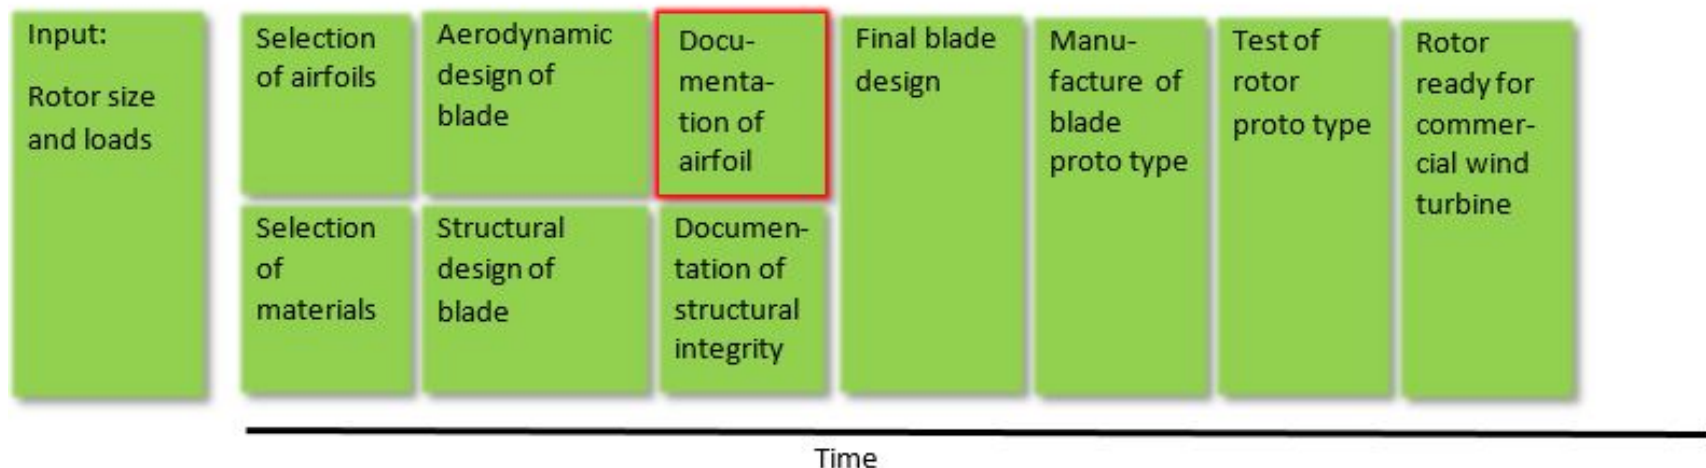 Input:
Rotor size
and loads
Selection
of airfoils
Aerodynamic
design of
blade
Docu-
menta-
tion of
airfoil
Final blade
design
Manu-
facture of
blade
proto type
Test of
rotor
proto type
Rotor
ready for
commer-
cial wind
turbine
Selection
of
materials
Structural
design of
blade
Documen-
tation of
structural
integrity
Time